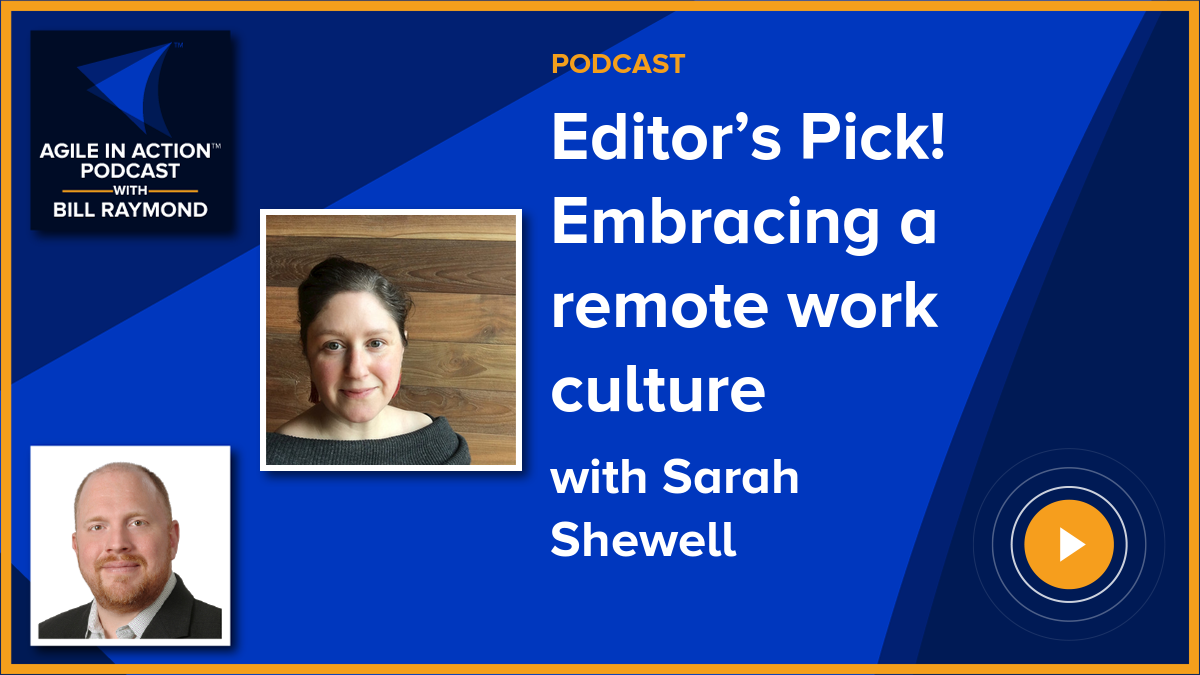 AGILE IN ACTION™
PODCAST
WITH
BILL RAYMOND
PODCAST
Editor’s Pick!
Embracing a
remote work
culture
with Sarah
Shewell